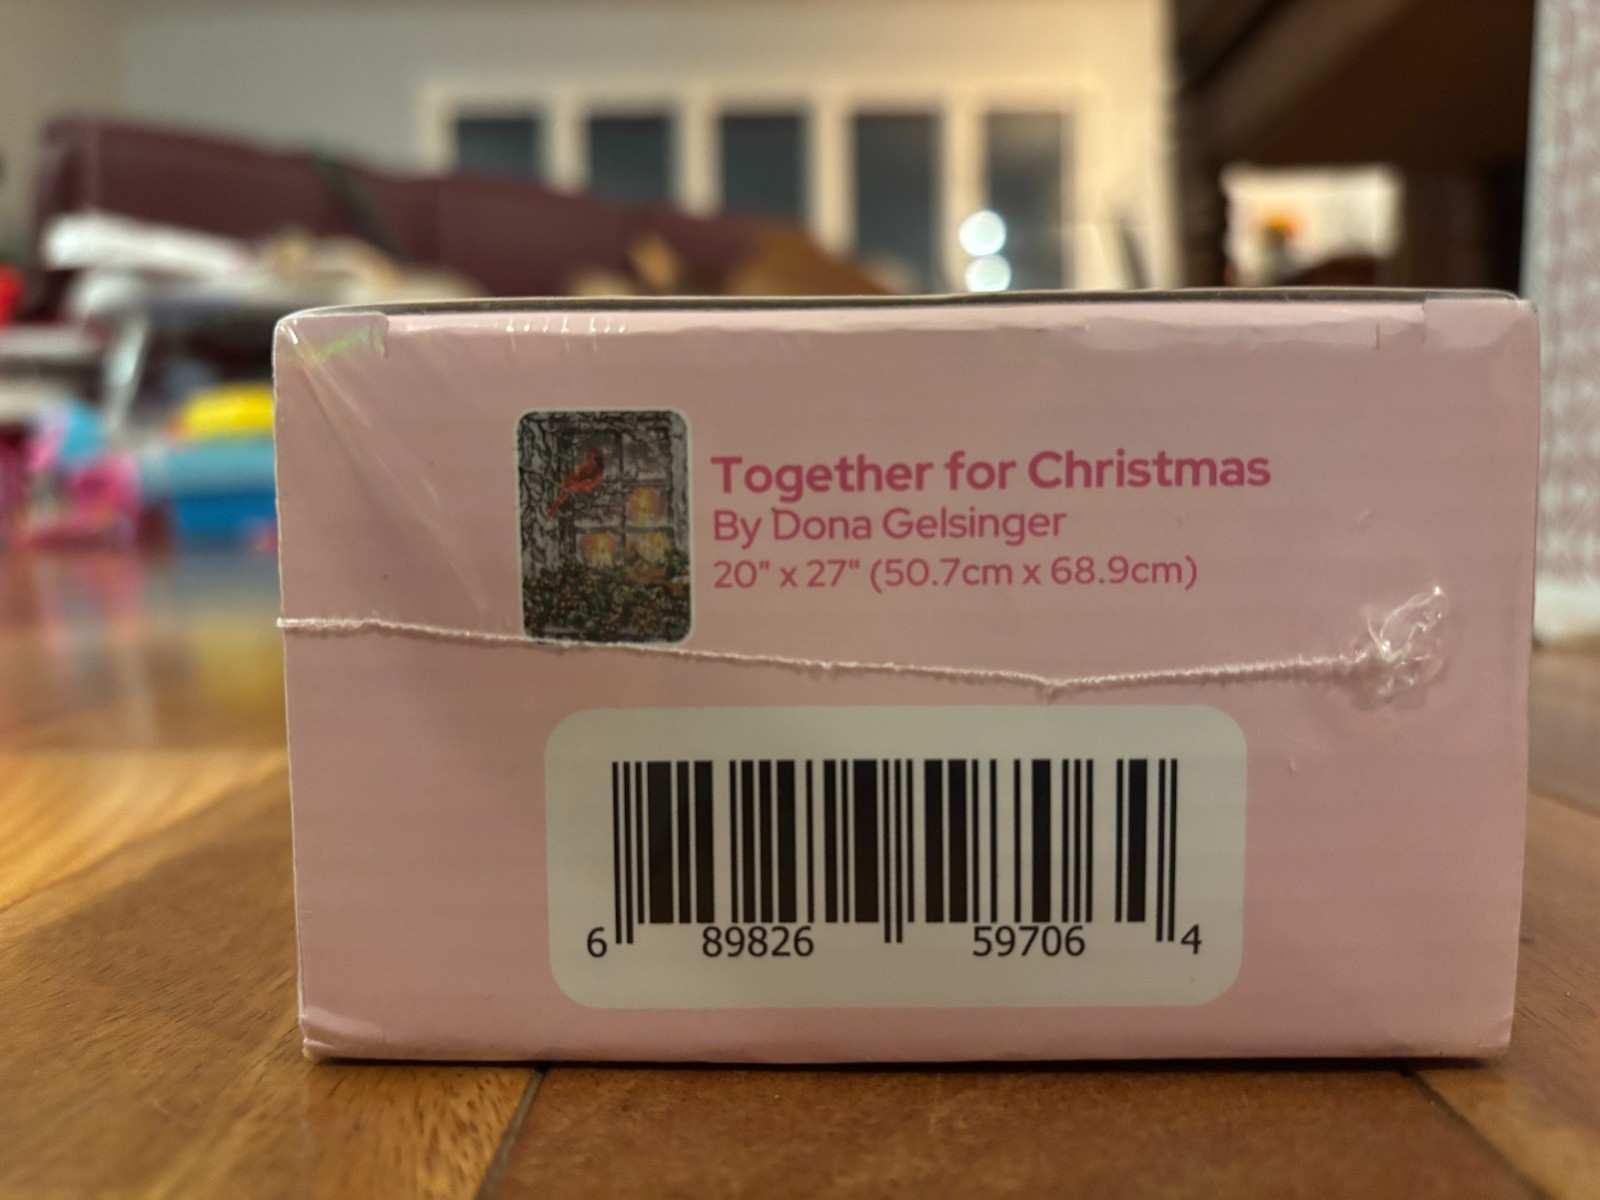 Together for Christmas
By Dona Gelsinger
20" x 27" (50.7cm x 68.9cm)
6 89826 59706 4